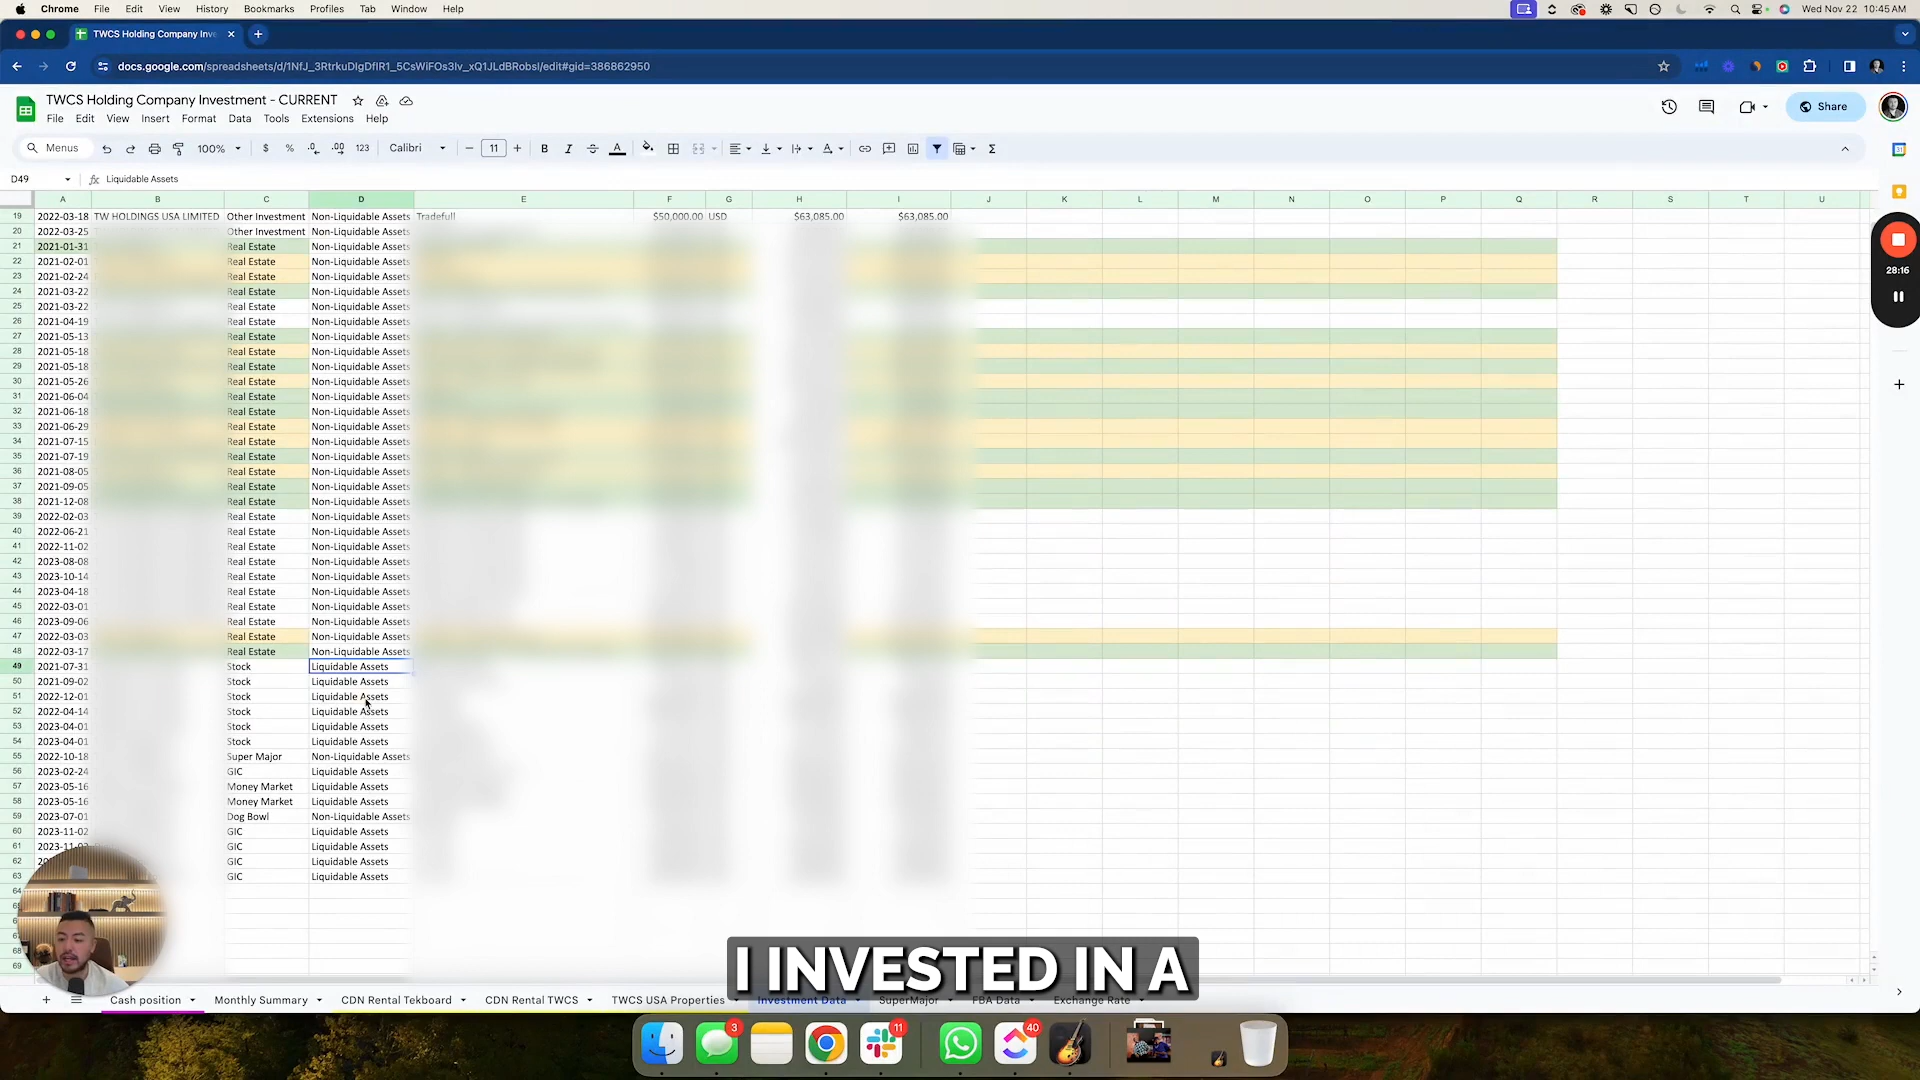 Chrome File Edit View History Bookmarks Profiles Tab Window Help Wed Nov 22 10:45 AM
TWCS Holding Company Inve
docs.google.com/spreadsheets/d/1NfJ_3RtrkuDlgDflR1_5CsWiFOs3lv_xQ1JLdBRobsI/edit#gid=386862950
TWCS Holding Company Investment - CURRENT
Share
File Edit View Insert Format Data Tools Extensions Help
Menus 100% $ % .0 .00 123 Calibri 11
D49 fx Liquidable Assets
A B C D E F G H I J K L M N O P Q R S T U
19 2022-03-18 TW HOLDINGS USA LIMITED Other Investment Non-Liquidable Assets Tradefull $50,000.00 USD $63,085.00 $63,085.00
20 2022-03-25 Other Investment Non-Liquidable Assets
21 2021-01-31 Real Estate Non-Liquidable Assets
22 2021-02-01 Real Estate Non-Liquidable Assets
23 2021-02-24 Real Estate Non-Liquidable Assets
24 2021-03-22 Real Estate Non-Liquidable Assets
25 2021-03-22 Real Estate Non-Liquidable Assets
26 2021-04-19 Real Estate Non-Liquidable Assets
27 2021-05-13 Real Estate Non-Liquidable Assets
28 2021-05-18 Real Estate Non-Liquidable Assets
29 2021-05-18 Real Estate Non-Liquidable Assets
30 2021-05-26 Real Estate Non-Liquidable Assets
31 2021-06-04 Real Estate Non-Liquidable Assets
32 2021-06-18 Real Estate Non-Liquidable Assets
33 2021-06-29 Real Estate Non-Liquidable Assets
34 2021-07-15 Real Estate Non-Liquidable Assets
35 2021-07-19 Real Estate Non-Liquidable Assets
36 2021-08-05 Real Estate Non-Liquidable Assets
37 2021-09-05 Real Estate Non-Liquidable Assets
38 2021-12-08 Real Estate Non-Liquidable Assets
39 2022-02-03 Real Estate Non-Liquidable Assets
40 2022-06-21 Real Estate Non-Liquidable Assets
41 2022-11-02 Real Estate Non-Liquidable Assets
42 2023-08-08 Real Estate Non-Liquidable Assets
43 2023-10-14 Real Estate Non-Liquidable Assets
44 2023-04-18 Real Estate Non-Liquidable Assets
45 2022-03-01 Real Estate Non-Liquidable Assets
46 2023-09-06 Real Estate Non-Liquidable Assets
47 2022-03-03 Real Estate Non-Liquidable Assets
48 2022-03-17 Real Estate Non-Liquidable Assets
49 2021-07-31 Stock Liquidable Assets
50 2021-09-02 Stock Liquidable Assets
51 2022-12-01 Stock Liquidable Assets
52 2022-04-14 Stock Liquidable Assets
53 2023-04-01 Stock Liquidable Assets
54 2023-04-01 Stock Liquidable Assets
55 2022-10-18 Super Major Non-Liquidable Assets
56 2023-02-24 GIC Liquidable Assets
57 2023-05-16 Money Market Liquidable Assets
58 2023-05-16 Money Market Liquidable Assets
59 2023-07-01 Dog Bowl Non-Liquidable Assets
60 2023-11-02 GIC Liquidable Assets
61 GIC Liquidable Assets
62 GIC Liquidable Assets
63 GIC Liquidable Assets
64
69
28:16
I INVESTED IN A
Cash position Monthly Summary CDN Rental Tekboard CDN Rental TWCS TWCS USA Properties Investment Data SuperMajor FBA Data Exchange Rate
3 11 40